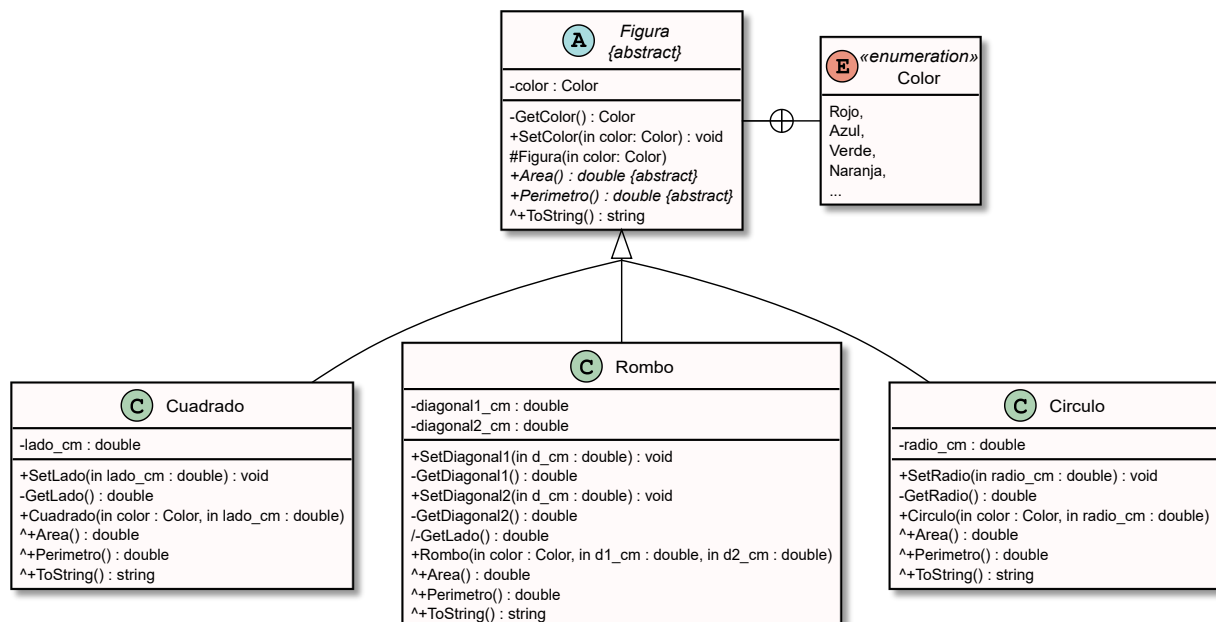 A
Figura
{abstract}
-color : Color
-GetColor() : Color
+SetColor(in color: Color) : void
#Figura(in color: Color)
+Area() : double {abstract}
+Perimetro() : double {abstract}
^+ToString() : string
E
«enumeration»
Color
Rojo,
Azul,
Verde,
Naranja,
...
C Cuadrado
-lado_cm : double
+SetLado(in lado_cm : double) : void
-GetLado() : double
+Cuadrado(in color : Color, in lado_cm : double)
^+Area() : double
^+Perimetro() : double
^+ToString() : string
C Rombo
-diagonal1_cm : double
-diagonal2_cm : double
+SetDiagonal1(in d_cm : double) : void
-GetDiagonal1() : double
+SetDiagonal2(in d_cm : double) : void
-GetDiagonal2() : double
/-GetLado() : double
+Rombo(in color : Color, in d1_cm : double, in d2_cm : double)
^+Area() : double
^+Perimetro() : double
^+ToString() : string
C Circulo
-radio_cm : double
+SetRadio(in radio_cm : double) : void
-GetRadio() : double
+Circulo(in color : Color, in radio_cm : double)
^+Area() : double
^+Perimetro() : double
^+ToString() : string